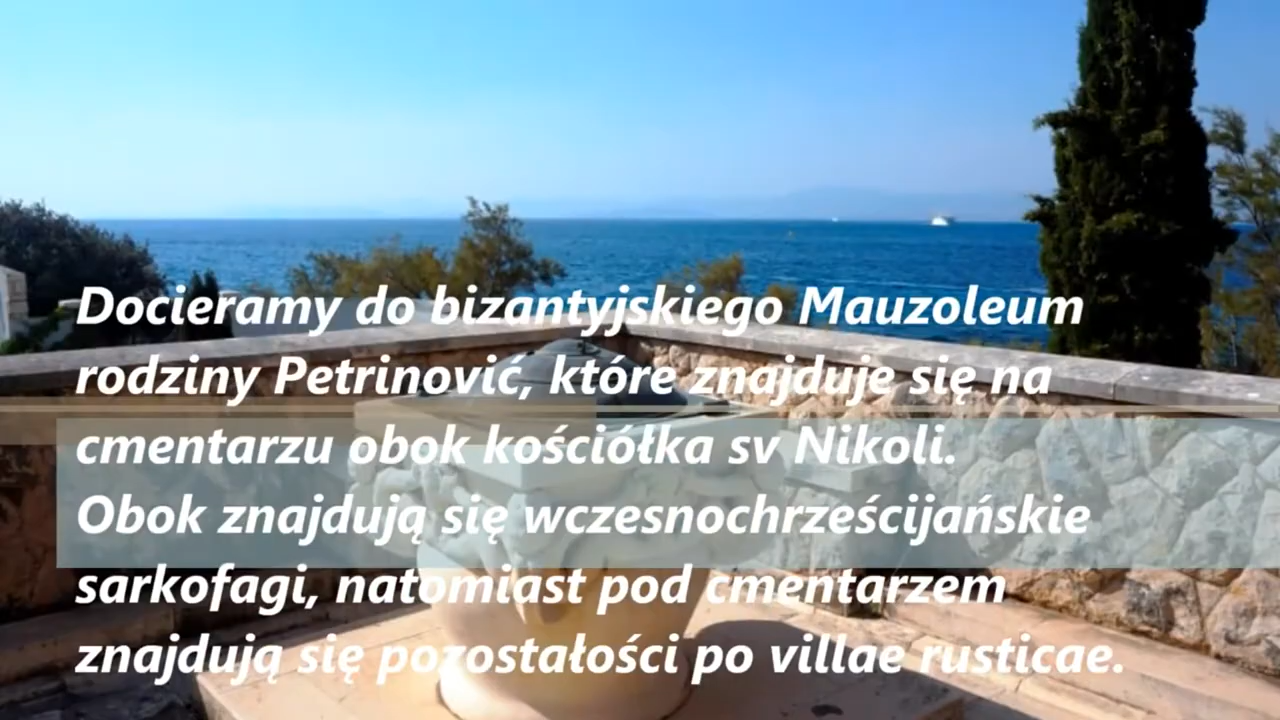 Docieramy do bizantyjskiego Mauzoleum
rodziny Petrinović, które znajduje się na
cmentarzu obok kościółka sv Nikoli.
Obok znajdują się wczesnochrześcijańskie
sarkofagi, natomiast pod cmentarzem
znajdują się pozostałości po villae rusticae.